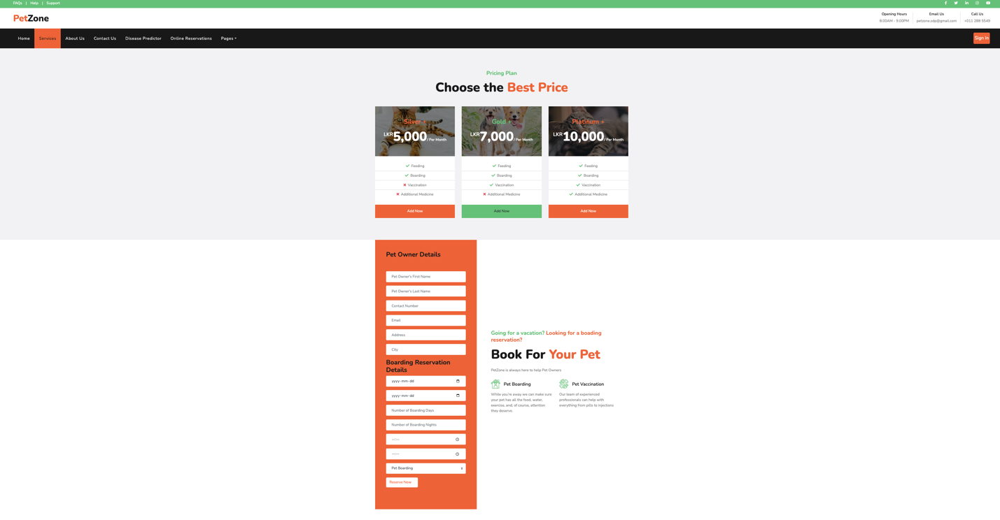 FAQs | Help | Support
PetZone
Opening Hours
8.00AM - 9.00PM
Email Us
petzone.sdp@gmail.com
Call Us
+011 288 5549
Home Services About Us Contact Us Disease Predictor Online Reservations Pages
Sign In
Pricing Plan
Choose the Best Price
Silver +
LKR 5,000 / Per Month
Feeding
Boarding
Vaccination
Additional Medicine
Add Now
Gold +
LKR 7,000 / Per Month
Feeding
Boarding
Vaccination
Additional Medicine
Add Now
Platinum +
LKR 10,000 / Per Month
Feeding
Boarding
Vaccination
Additional Medicine
Add Now
Pet Owner Details
Pet Owner's First Name
Pet Owner's Last Name
Contact Number
Email
Address
City
Boarding Reservation
Details
yyyy-mm-dd
yyyy-mm-dd
Number of Boarding Days
Number of Boarding Nights
--:--
--:--
Pet Boarding
Reserve Now
Going for a vacation? Looking for a boading
reservation?
Book For Your Pet
PetZone is always here to help Pet Owners
Pet Boarding
While you're away we can make sure
your pet has all the food, water,
exercise, and, of course, attention
they deserve.
Pet Vaccination
Our team of experienced
professionals can help with
everything from pills to injections